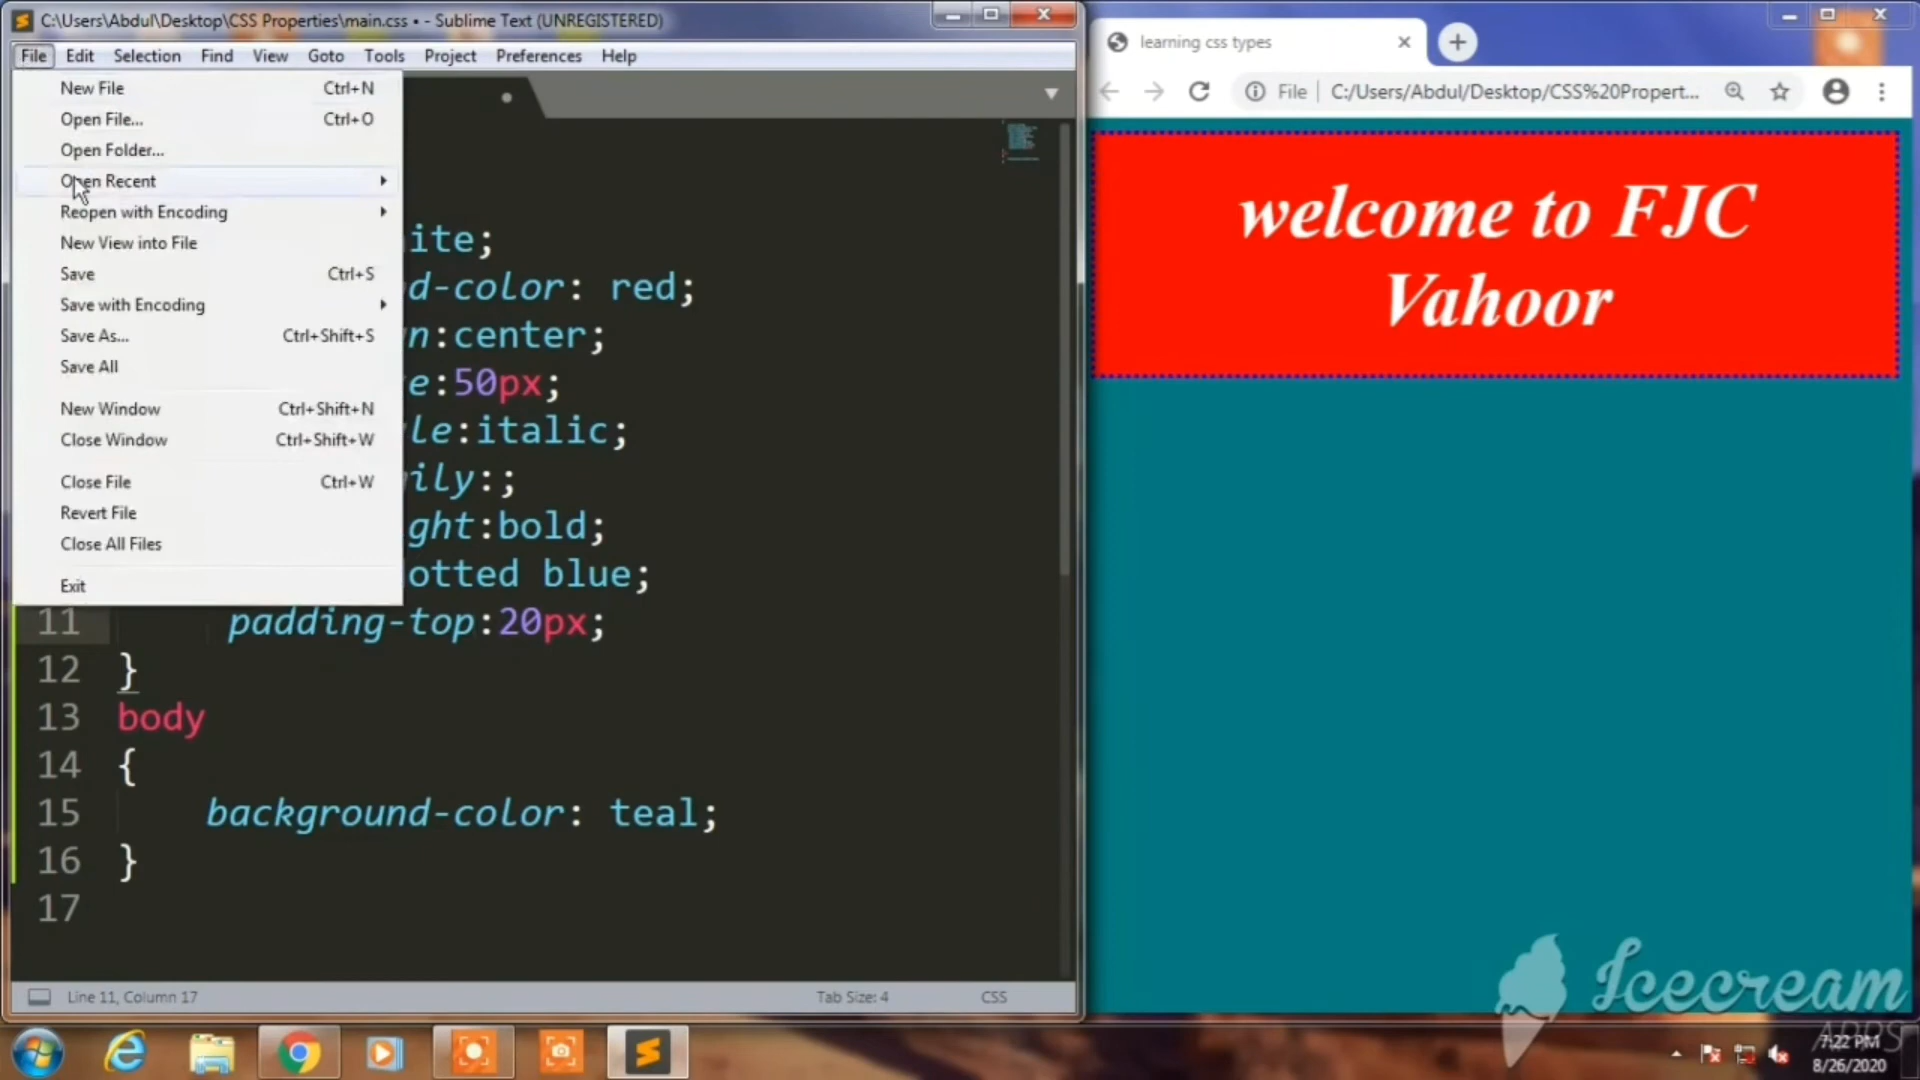 C:\Users\Abdul\Desktop\CSS Properties\main.css • - Sublime Text (UNREGISTERED)
File Edit Selection Find View Goto Tools Project Preferences Help
New File Ctrl+N
Open File... Ctrl+O
Open Folder...
Open Recent
Reopen with Encoding
New View into File
Save Ctrl+S
Save with Encoding
Save As... Ctrl+Shift+S
Save All
New Window Ctrl+Shift+N
Close Window Ctrl+Shift+W
Close File Ctrl+W
Revert File
Close All Files
Exit
ite;
d-color: red;
n:center;
e:50px;
le:italic;
ily:;
ght:bold;
otted blue;
11 padding-top:20px;
12 }
13 body
14 {
15 background-color: teal;
16 }
17
Line 11, Column 17 Tab Size: 4 CSS
learning css types
File C:/Users/Abdul/Desktop/CSS%20Propert...
welcome to FJC
Vahoor
Icecream
APPS
7:22 PM
8/26/2020